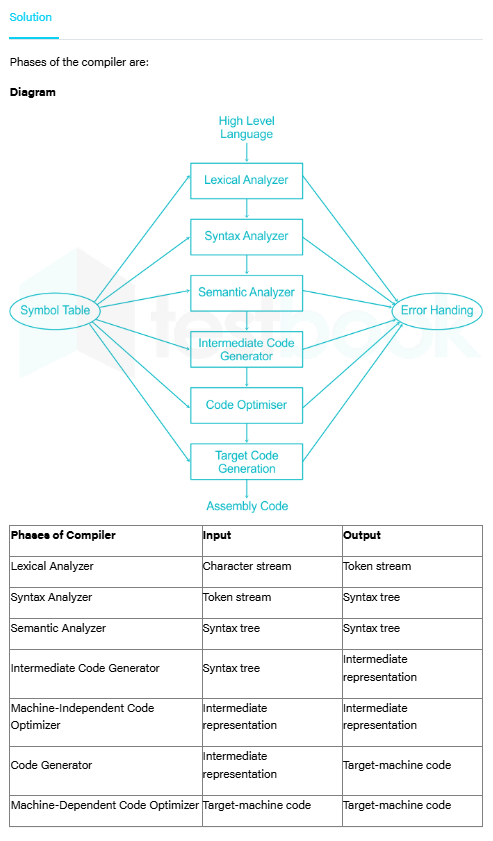 Solution
Phases of the compiler are:
Diagram
High Level
Language
Lexical Analyzer
Syntax Analyzer
Semantic Analyzer
Symbol Table
Error Handing
Intermediate Code
Generator
Code Optimiser
Target Code
Generation
Assembly Code
testbook
Phases of Compiler Input Output
Lexical Analyzer Character stream Token stream
Syntax Analyzer Token stream Syntax tree
Semantic Analyzer Syntax tree Syntax tree
Intermediate Code Generator Syntax tree Intermediate
representation
Machine-Independent Code Intermediate Intermediate
Optimizer representation representation
Code Generator Intermediate Target-machine code
representation
Machine-Dependent Code Optimizer Target-machine code Target-machine code